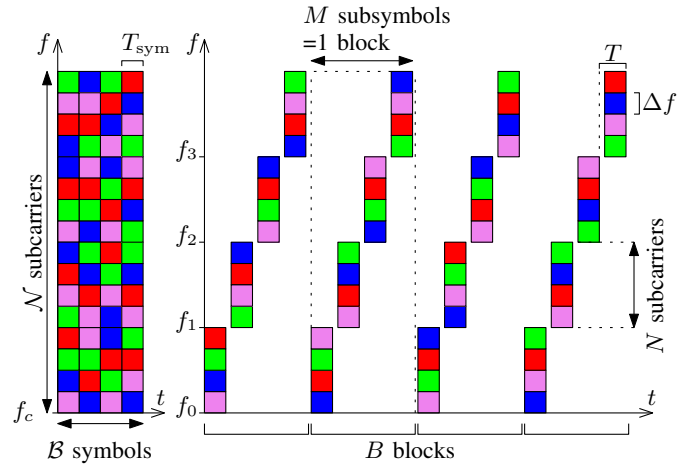 M subsymbols
=1 block
f
T_sym
f
T
Δf
𝒩 subcarriers
f_3
f_2
N subcarriers
f_1
f_c
t
f_0
t
ℬ symbols
B blocks